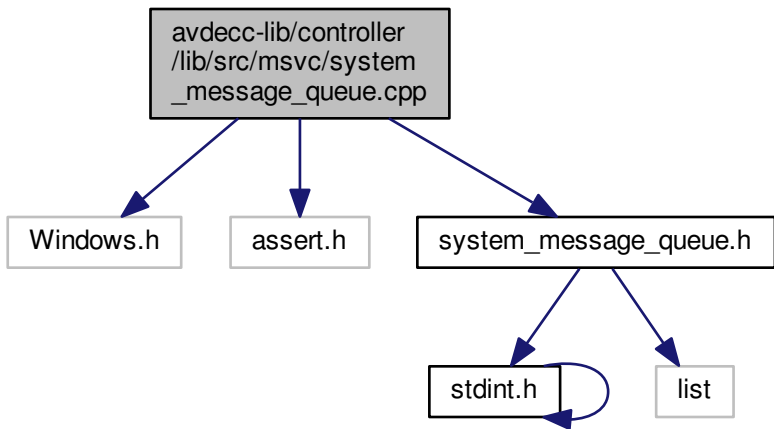 avdecc-lib/controller
/lib/src/msvc/system
_message_queue.cpp
Windows.h
assert.h
system_message_queue.h
stdint.h
list